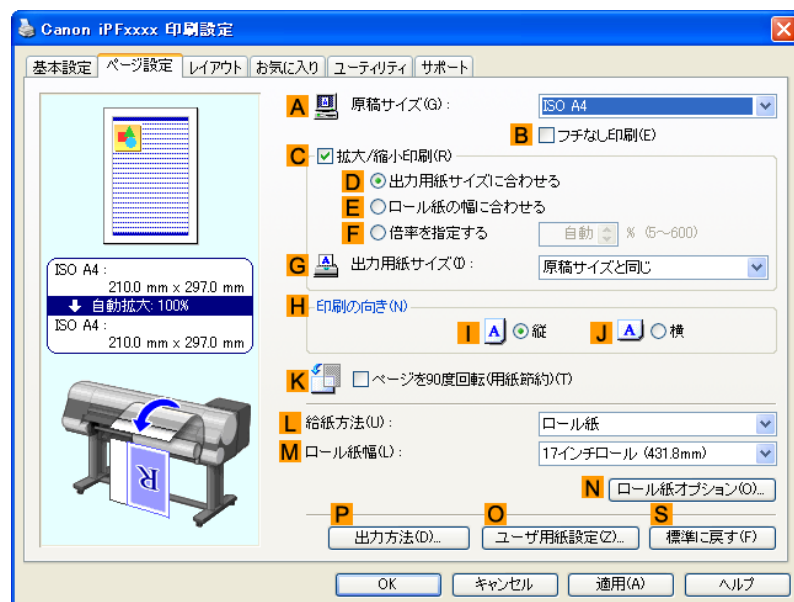 Canon iPFxxxx 印刷設定
基本設定 ページ設定 レイアウト お気に入り ユーティリティ サポート
A 原稿サイズ(G): ISO A4
B フチなし印刷(E)
C 拡大/縮小印刷(R)
D 出力用紙サイズに合わせる
E ロール紙の幅に合わせる
F 倍率を指定する 自動 % (5～600)
G 出力用紙サイズ(I): 原稿サイズと同じ
ISO A4 :
210.0 mm x 297.0 mm
自動拡大: 100%
ISO A4 :
210.0 mm x 297.0 mm
H 印刷の向き(N)
I A 縦 J A 横
K ページを90度回転(用紙節約)(T)
L 給紙方法(U): ロール紙
M ロール紙幅(L): 17インチロール (431.8mm)
R
N ロール紙オプション(O)...
P O S
出力方法(D)... ユーザ用紙設定(Z)... 標準に戻す(F)
OK キャンセル 適用(A) ヘルプ